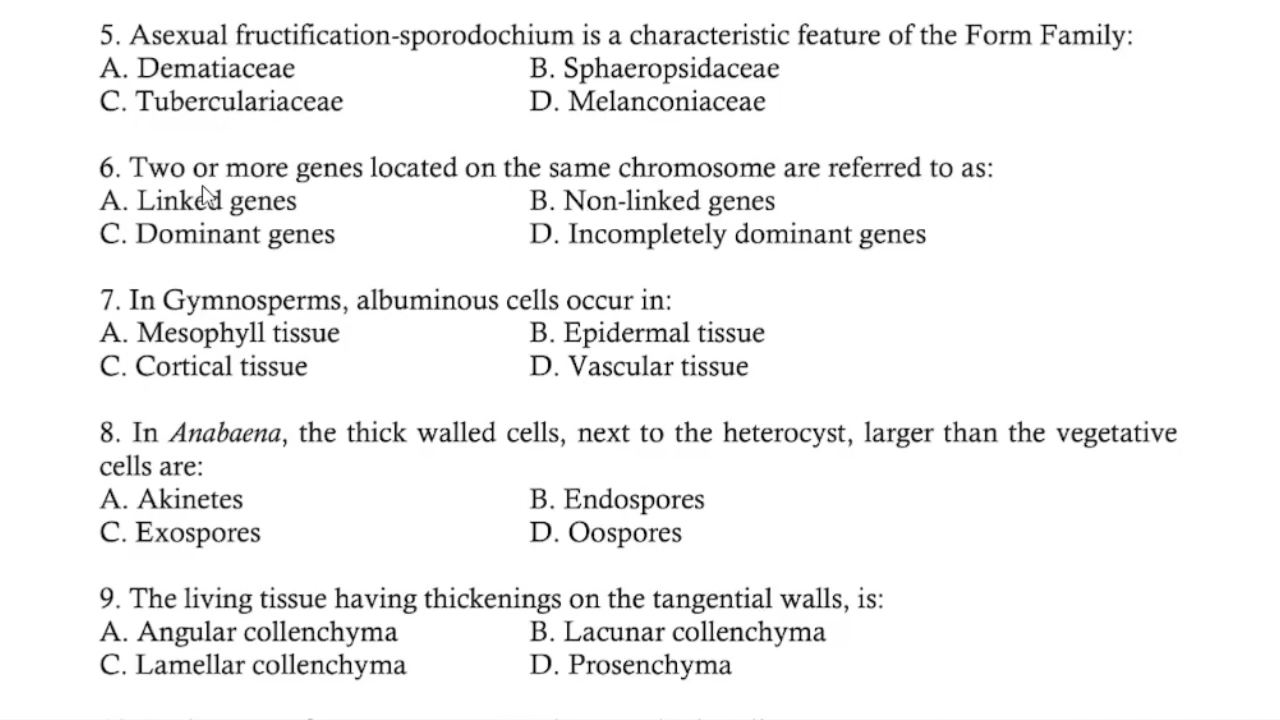 5. Asexual fructification-sporodochium is a characteristic feature of the Form Family:
A. Dematiaceae B. Sphaeropsidaceae
C. Tuberculariaceae D. Melanconiaceae
6. Two or more genes located on the same chromosome are referred to as:
A. Linked genes B. Non-linked genes
C. Dominant genes D. Incompletely dominant genes
7. In Gymnosperms, albuminous cells occur in:
A. Mesophyll tissue B. Epidermal tissue
C. Cortical tissue D. Vascular tissue
8. In Anabaena, the thick walled cells, next to the heterocyst, larger than the vegetative
cells are:
A. Akinetes B. Endospores
C. Exospores D. Oospores
9. The living tissue having thickenings on the tangential walls, is:
A. Angular collenchyma B. Lacunar collenchyma
C. Lamellar collenchyma D. Prosenchyma